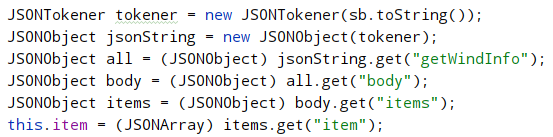 JSONTokener tokener = new JSONTokener(sb.toString());
JSONObject jsonString = new JSONObject(tokener);
JSONObject all = (JSONObject) jsonString.get("getWindInfo");
JSONObject body = (JSONObject) all.get("body");
JSONObject items = (JSONObject) body.get("items");
this.item = (JSONArray) items.get("item");